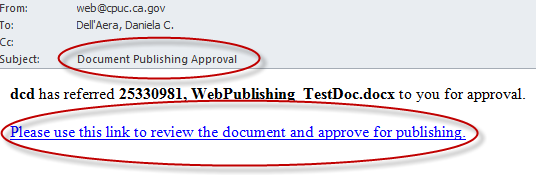 From: web@cpuc.ca.gov
To: Dell'Aera, Daniela C.
Cc:
Subject: Document Publishing Approval
dcd has referred 25330981, WebPublishing_TestDoc.docx to you for approval.
Please use this link to review the document and approve for publishing.